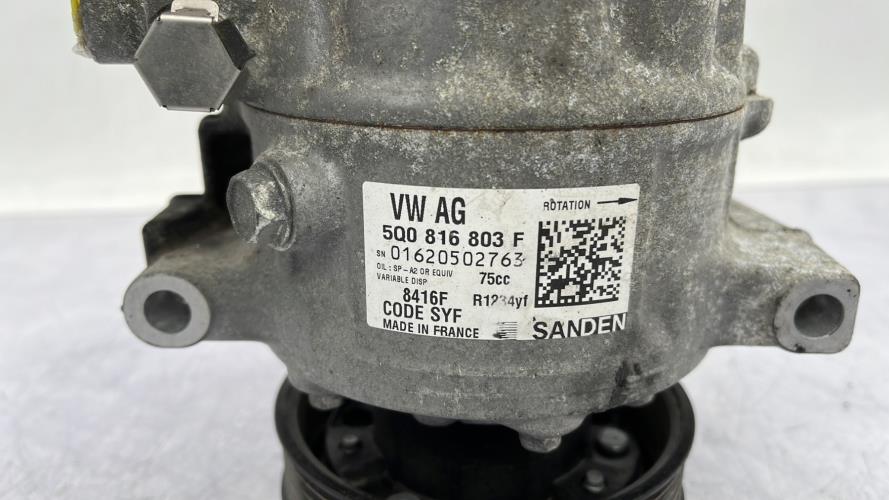 VW AG
ROTATION
5Q0 816 803 F
SN 01620502763
OIL : SP-A2 OR EQUIV 75cc
VARIABLE DISP
8416F R1234yf
CODE SYF
MADE IN FRANCE SANDEN